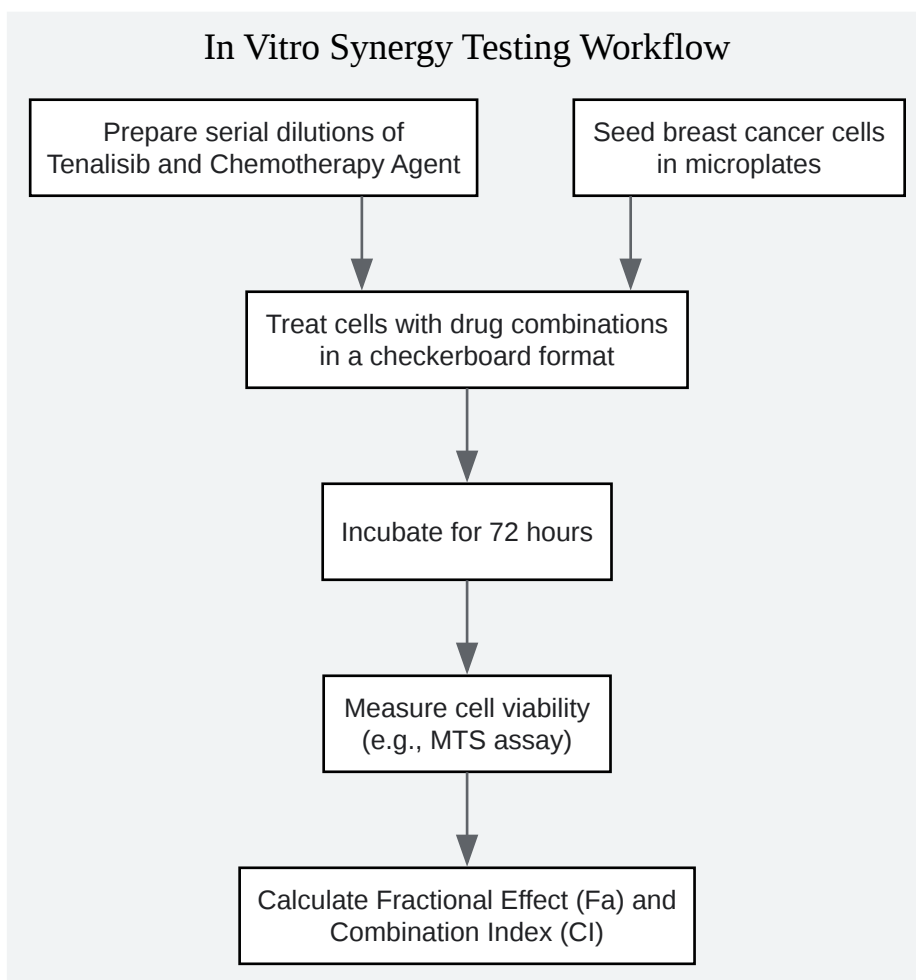 In Vitro Synergy Testing Workflow
Prepare serial dilutions of
Tenalisib and Chemotherapy Agent
Seed breast cancer cells
in microplates
Treat cells with drug combinations
in a checkerboard format
Incubate for 72 hours
Measure cell viability
(e.g., MTS assay)
Calculate Fractional Effect (Fa) and
Combination Index (CI)